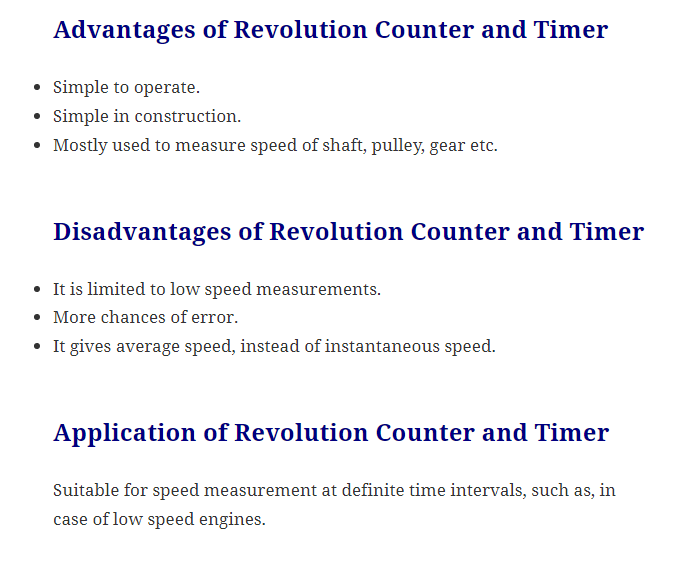 Advantages of Revolution Counter and Timer
Simple to operate.
Simple in construction.
Mostly used to measure speed of shaft, pulley, gear etc.
Disadvantages of Revolution Counter and Timer
It is limited to low speed measurements.
More chances of error.
It gives average speed, instead of instantaneous speed.
Application of Revolution Counter and Timer
Suitable for speed measurement at definite time intervals, such as, in
case of low speed engines.